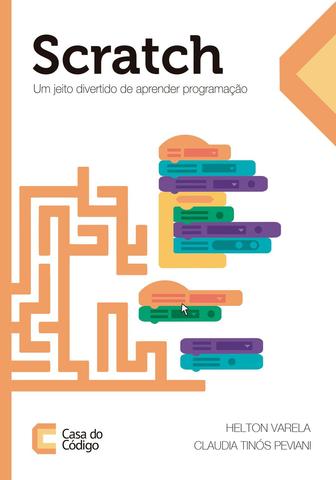 Scratch
Um jeito divertido de aprender programação
HELTON VARELA
CLAUDIA TINÓS PEVIANI
Casa do
Código